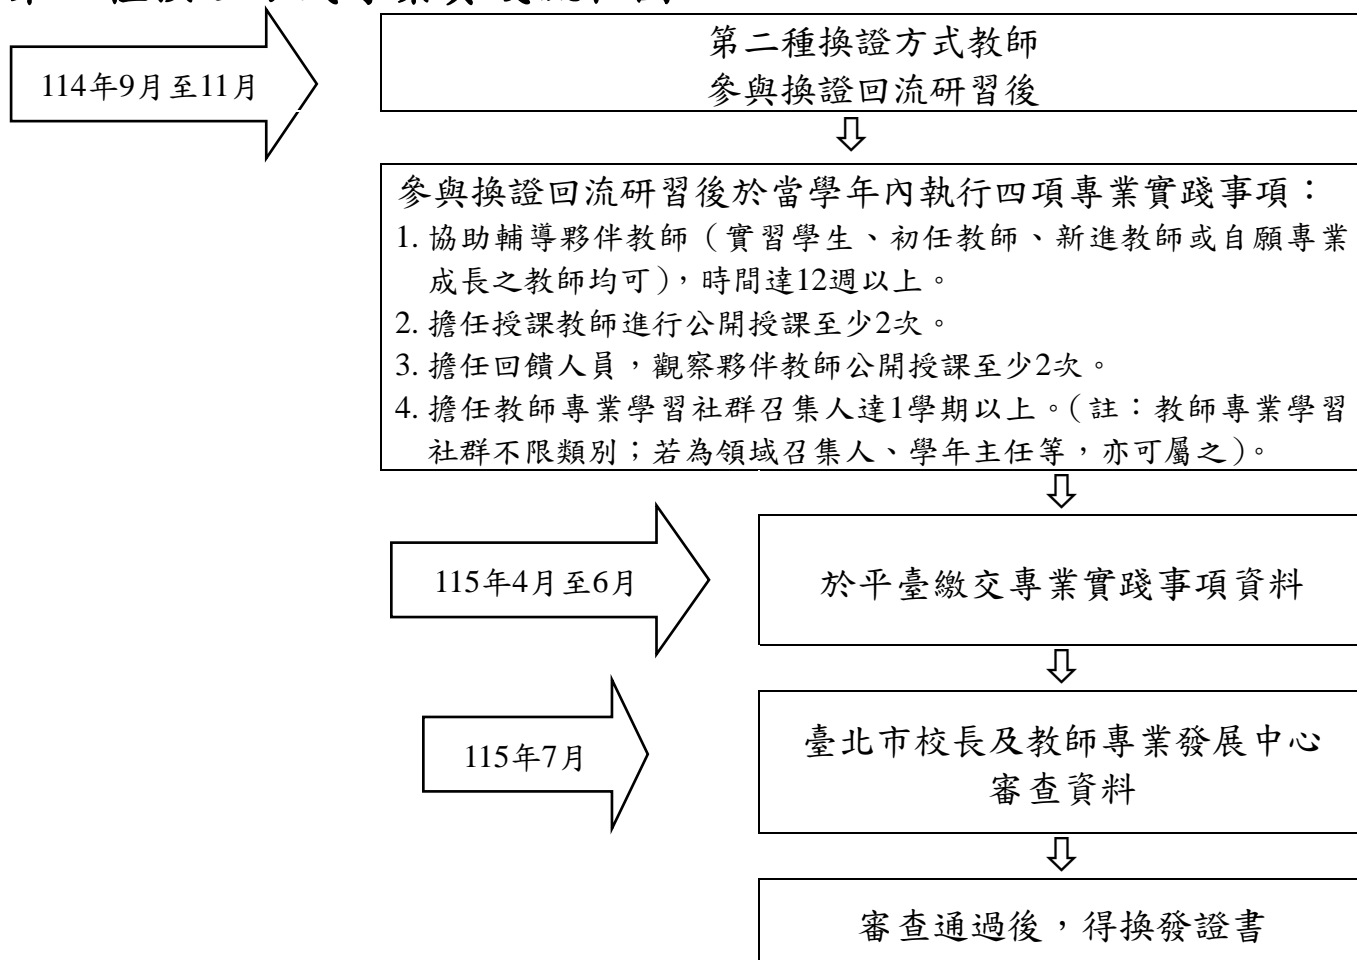 114年9月至11月
第二種換證方式教師
參與換證回流研習後
⇩
參與換證回流研習後於當學年內執行四項專業實踐事項：
1. 協助輔導夥伴教師（實習學生、初任教師、新進教師或自願專業
成長之教師均可），時間達12週以上。
2. 擔任授課教師進行公開授課至少2次。
3. 擔任回饋人員，觀察夥伴教師公開授課至少2次。
4. 擔任教師專業學習社群召集人達1學期以上。（註：教師專業學習
社群不限類別；若為領域召集人、學年主任等，亦可屬之）。
⇩
115年4月至6月
於平臺繳交專業實踐事項資料
⇩
115年7月
臺北市校長及教師專業發展中心
審查資料
⇩
審查通過後，得換發證書